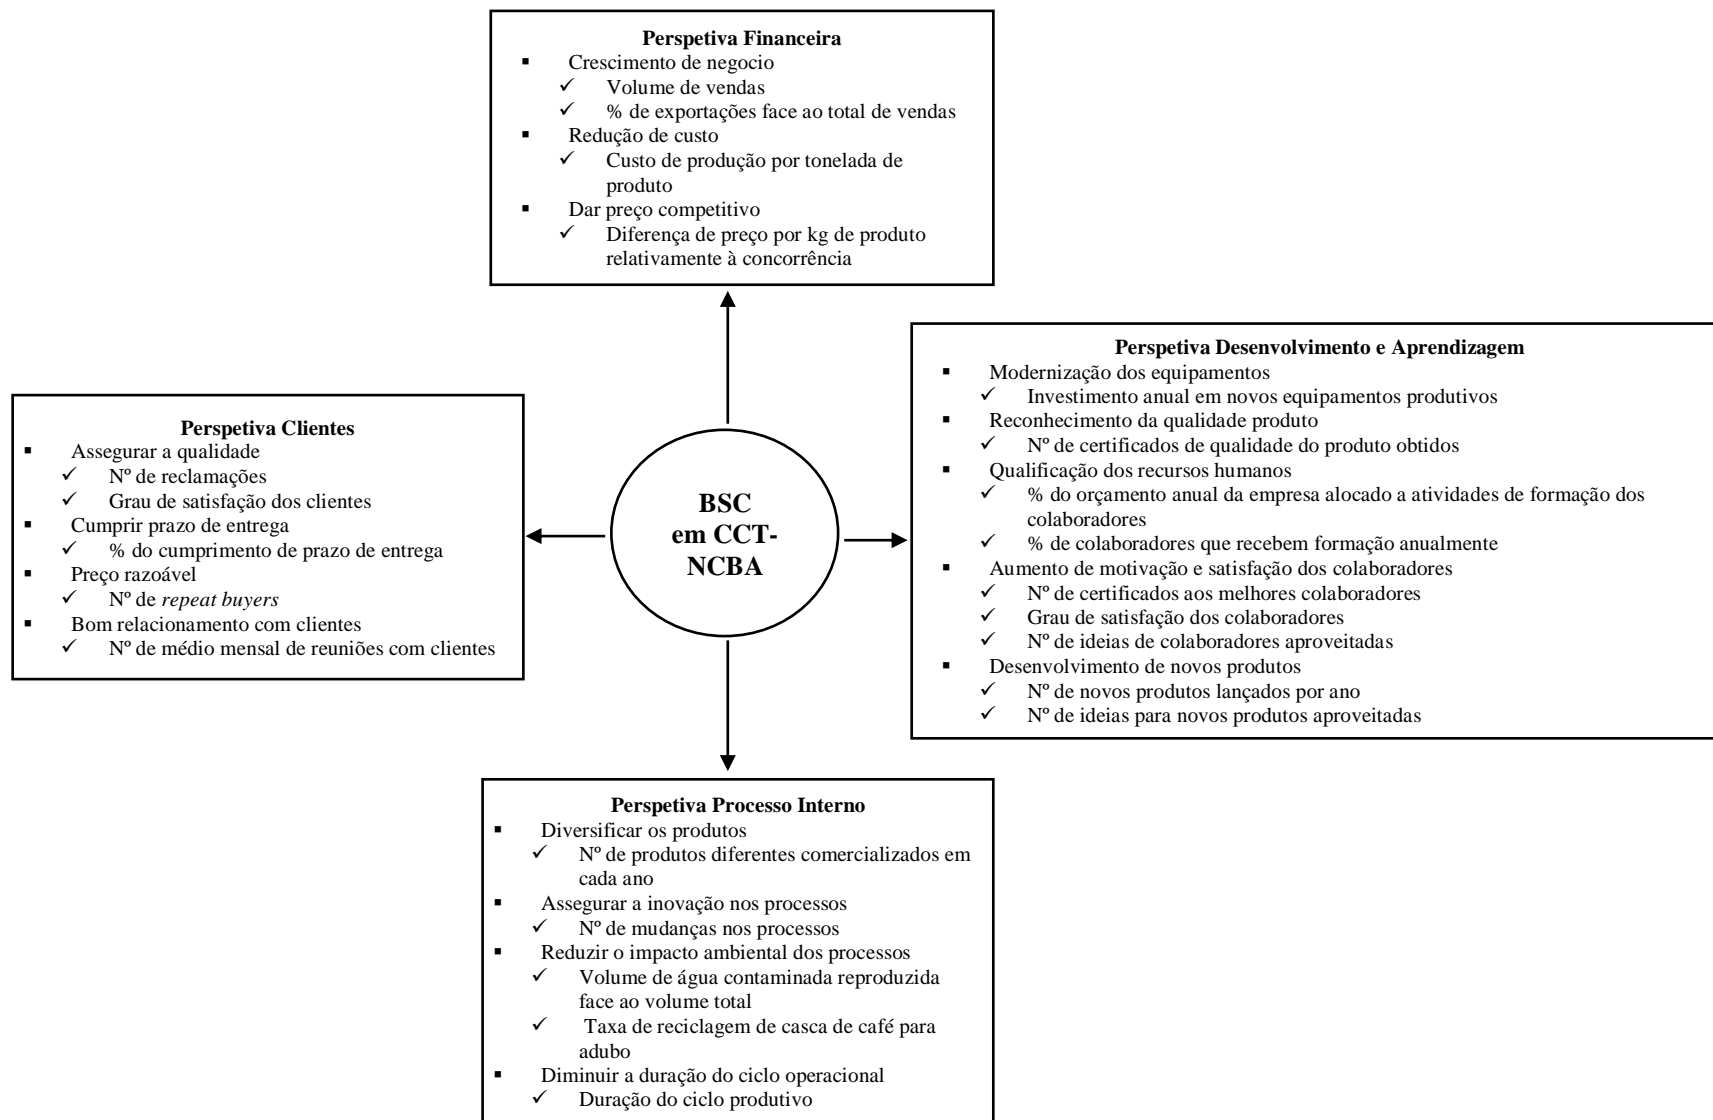 Perspetiva Financeira
▪ Crescimento de negocio
✓ Volume de vendas
✓ % de exportações face ao total de vendas
▪ Redução de custo
✓ Custo de produção por tonelada de
produto
▪ Dar preço competitivo
✓ Diferença de preço por kg de produto
relativamente à concorrência
Perspetiva Clientes
▪ Assegurar a qualidade
✓ Nº de reclamações
✓ Grau de satisfação dos clientes
▪ Cumprir prazo de entrega
✓ % do cumprimento de prazo de entrega
▪ Preço razoável
✓ Nº de repeat buyers
▪ Bom relacionamento com clientes
✓ Nº de médio mensal de reuniões com clientes
BSC
em CCT-
NCBA
Perspetiva Desenvolvimento e Aprendizagem
▪ Modernização dos equipamentos
✓ Investimento anual em novos equipamentos produtivos
▪ Reconhecimento da qualidade produto
✓ Nº de certificados de qualidade do produto obtidos
▪ Qualificação dos recursos humanos
✓ % do orçamento anual da empresa alocado a atividades de formação dos
colaboradores
✓ % de colaboradores que recebem formação anualmente
▪ Aumento de motivação e satisfação dos colaboradores
✓ Nº de certificados aos melhores colaboradores
✓ Grau de satisfação dos colaboradores
✓ Nº de ideias de colaboradores aproveitadas
▪ Desenvolvimento de novos produtos
✓ Nº de novos produtos lançados por ano
✓ Nº de ideias para novos produtos aproveitadas
Perspetiva Processo Interno
▪ Diversificar os produtos
✓ Nº de produtos diferentes comercializados em
cada ano
▪ Assegurar a inovação nos processos
✓ Nº de mudanças nos processos
▪ Reduzir o impacto ambiental dos processos
✓ Volume de água contaminada reproduzida
face ao volume total
✓ Taxa de reciclagem de casca de café para
adubo
▪ Diminuir a duração do ciclo operacional
✓ Duração do ciclo produtivo